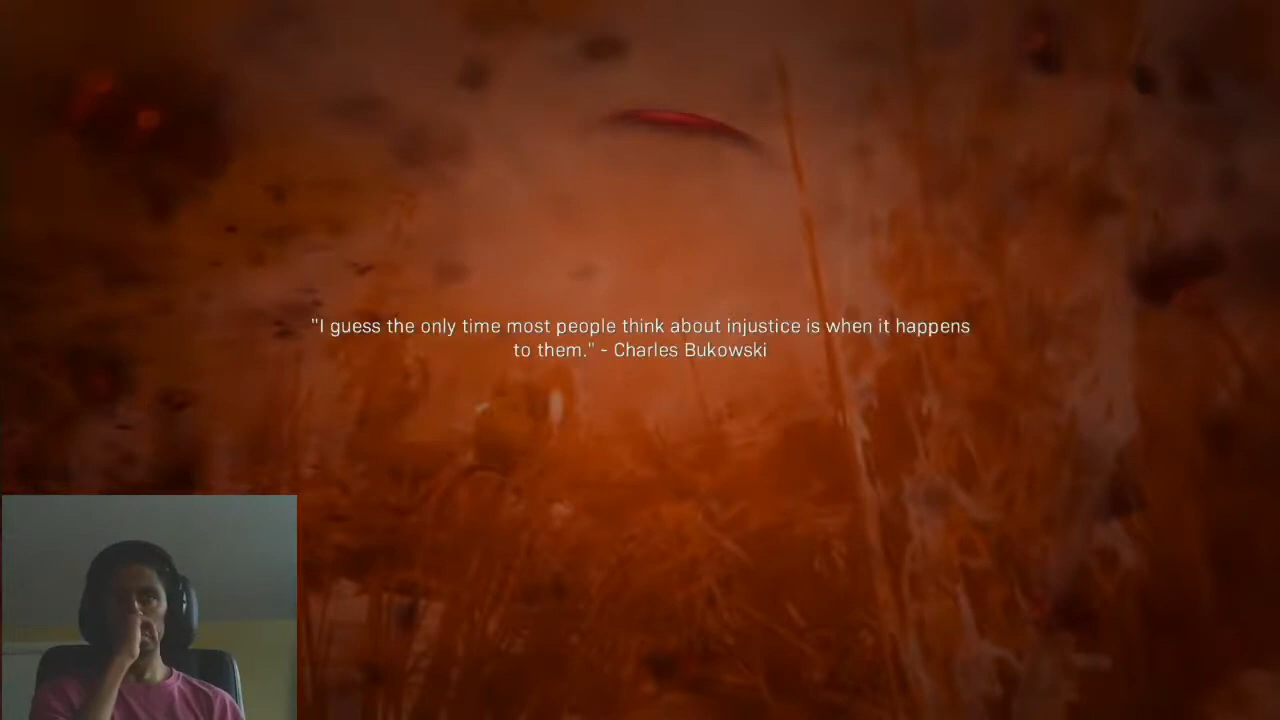 "I guess the only time most people think about injustice is when it happens
to them." - Charles Bukowski